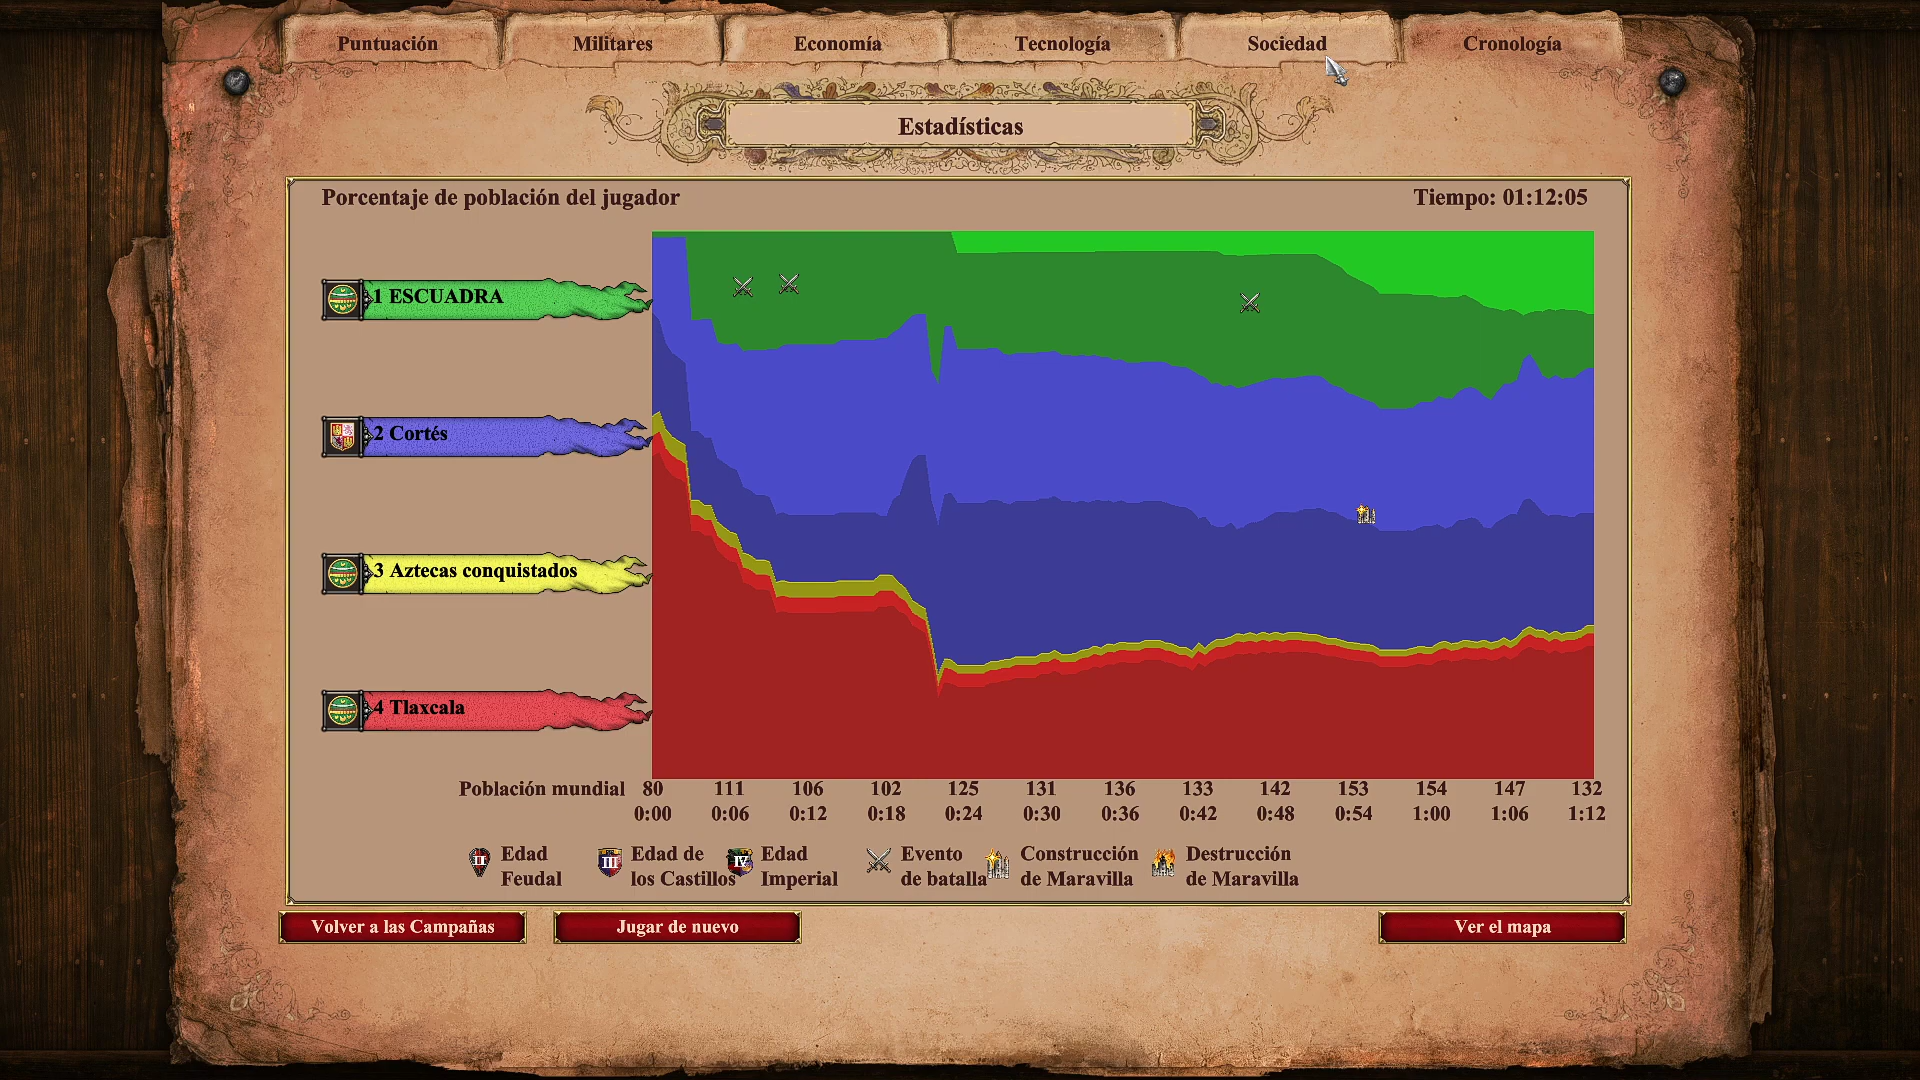 Puntuación
Militares
Economía
Tecnología
Sociedad
Cronología
Estadísticas
Porcentaje de población del jugador
Tiempo: 01:12:05
1 ESCUADRA
2 Cortés
3 Aztecas conquistados
4 Tlaxcala
Población mundial 80 111 106 102 125 131 136 133 142 153 154 147 132
0:00 0:06 0:12 0:18 0:24 0:30 0:36 0:42 0:48 0:54 1:00 1:06 1:12
II Edad
Feudal
III Edad de
los Castillos
IV Edad
Imperial
Evento
de batalla
Construcción
de Maravilla
Destrucción
de Maravilla
Volver a las Campañas
Jugar de nuevo
Ver el mapa